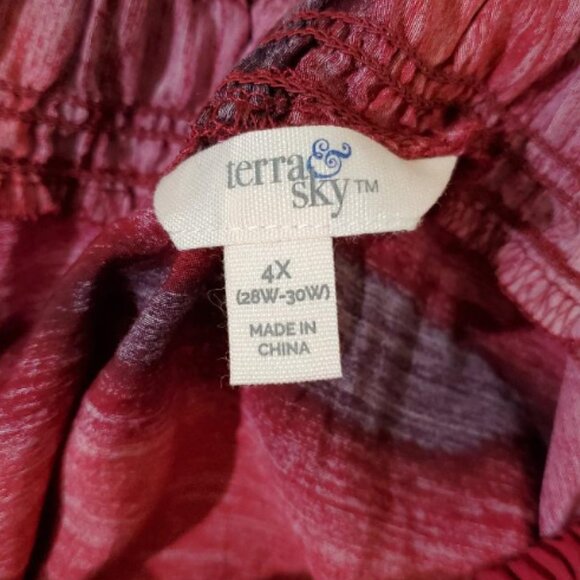 terra &
sky™
4X
(28W-30W)
MADE IN
CHINA